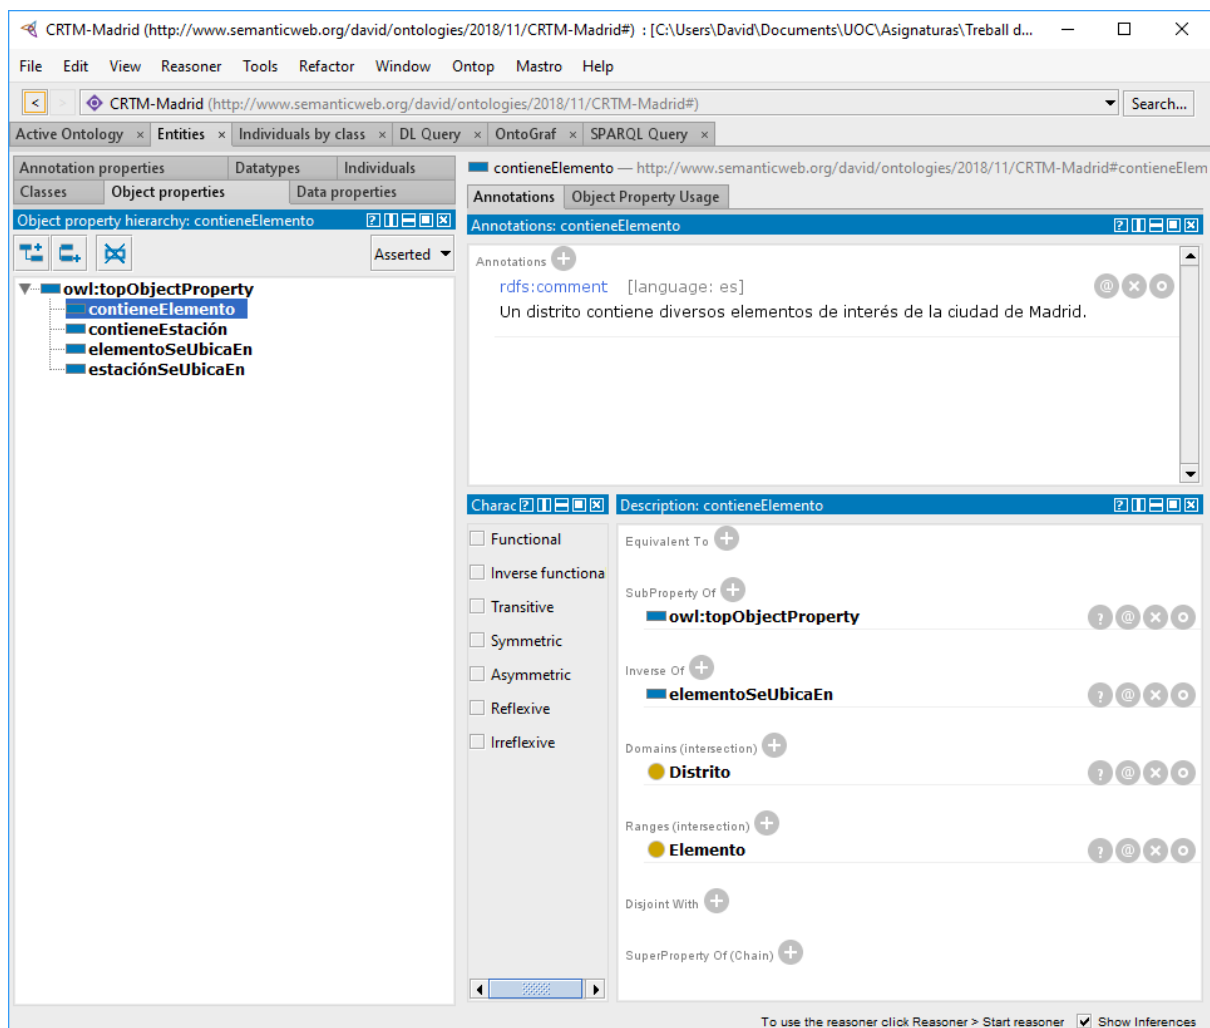 CRTM-Madrid (http://www.semanticweb.org/david/ontologies/2018/11/CRTM-Madrid#) : [C:\Users\David\Documents\UOC\Asignaturas\Treball d...
File Edit View Reasoner Tools Refactor Window Ontop Mastro Help
< > CRTM-Madrid (http://www.semanticweb.org/david/ontologies/2018/11/CRTM-Madrid#) Search...
Active Ontology × Entities × Individuals by class × DL Query × OntoGraf × SPARQL Query ×
Annotation properties Datatypes Individuals
Classes Object properties Data properties
Object property hierarchy: contieneElemento
Asserted
owl:topObjectProperty
contieneElemento
contieneEstación
elementoSeUbicaEn
estaciónSeUbicaEn
contieneElemento — http://www.semanticweb.org/david/ontologies/2018/11/CRTM-Madrid#contieneElem
Annotations Object Property Usage
Annotations: contieneElemento
Annotations
rdfs:comment [language: es]
Un distrito contiene diversos elementos de interés de la ciudad de Madrid.
Charac
Functional
Inverse functiona
Transitive
Symmetric
Asymmetric
Reflexive
Irreflexive
Description: contieneElemento
Equivalent To
SubProperty Of
owl:topObjectProperty
Inverse Of
elementoSeUbicaEn
Domains (intersection)
Distrito
Ranges (intersection)
Elemento
Disjoint With
SuperProperty Of (Chain)
To use the reasoner click Reasoner > Start reasoner Show Inferences